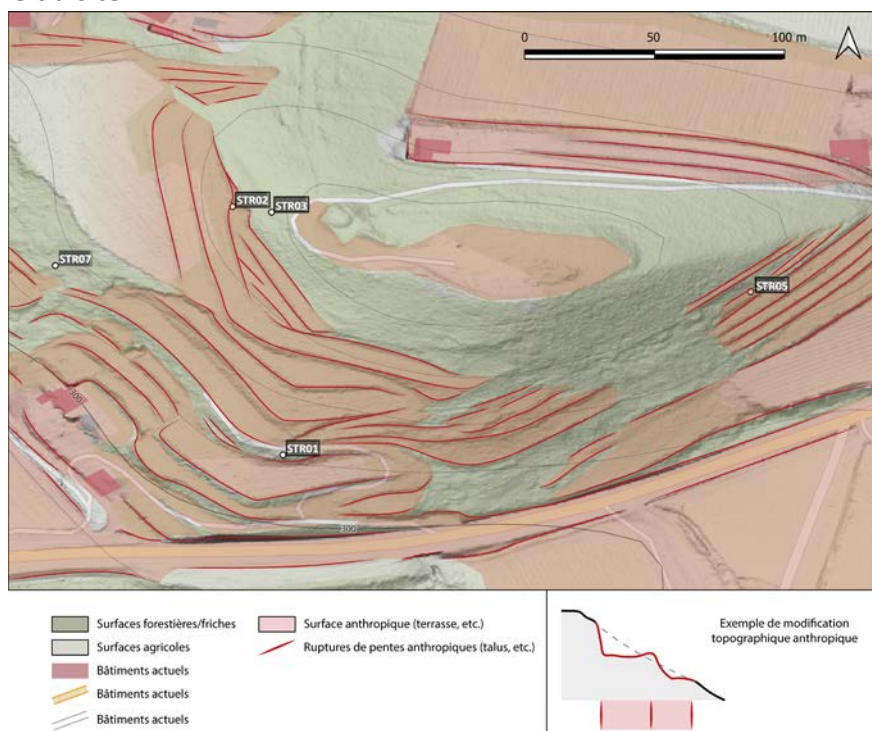 0
50
100 m
STR02
STR03
STR07
STR05
300
STR01
300
Surfaces forestières/friches
Surfaces agricoles
Bâtiments actuels
Bâtiments actuels
Bâtiments actuels
Surface anthropique (terrasse, etc.)
Ruptures de pentes anthropiques (talus, etc.)
Exemple de modification
topographique anthropique